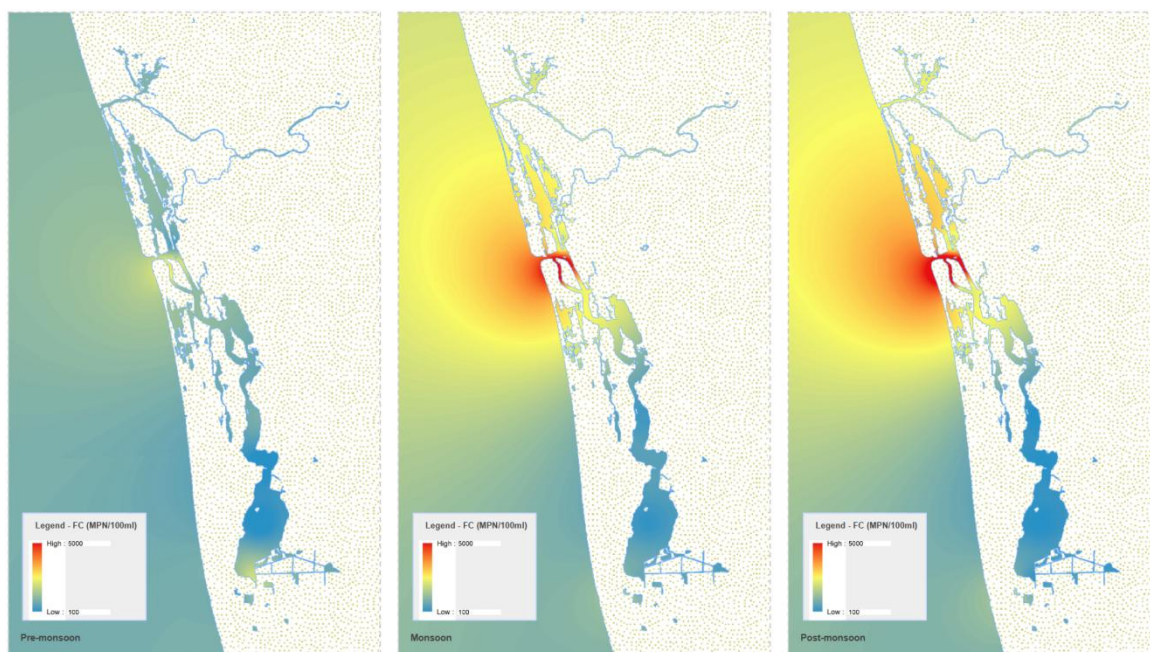 Legend - FC (MPN/100ml)
High : 5000
Low : 100
Pre-monsoon
Legend - FC (MPN/100ml)
High : 5000
Low : 100
Monsoon
Legend - FC (MPN/100ml)
High : 5000
Low : 100
Post-monsoon